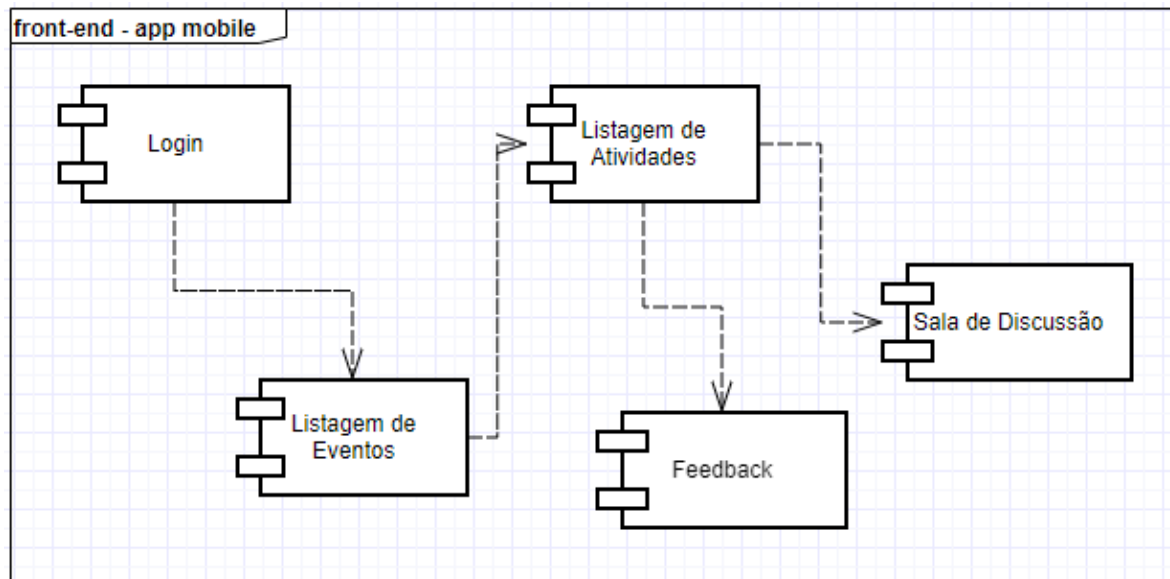 front-end - app mobile
Login
Listagem de
Atividades
Sala de Discussão
Listagem de
Eventos
Feedback